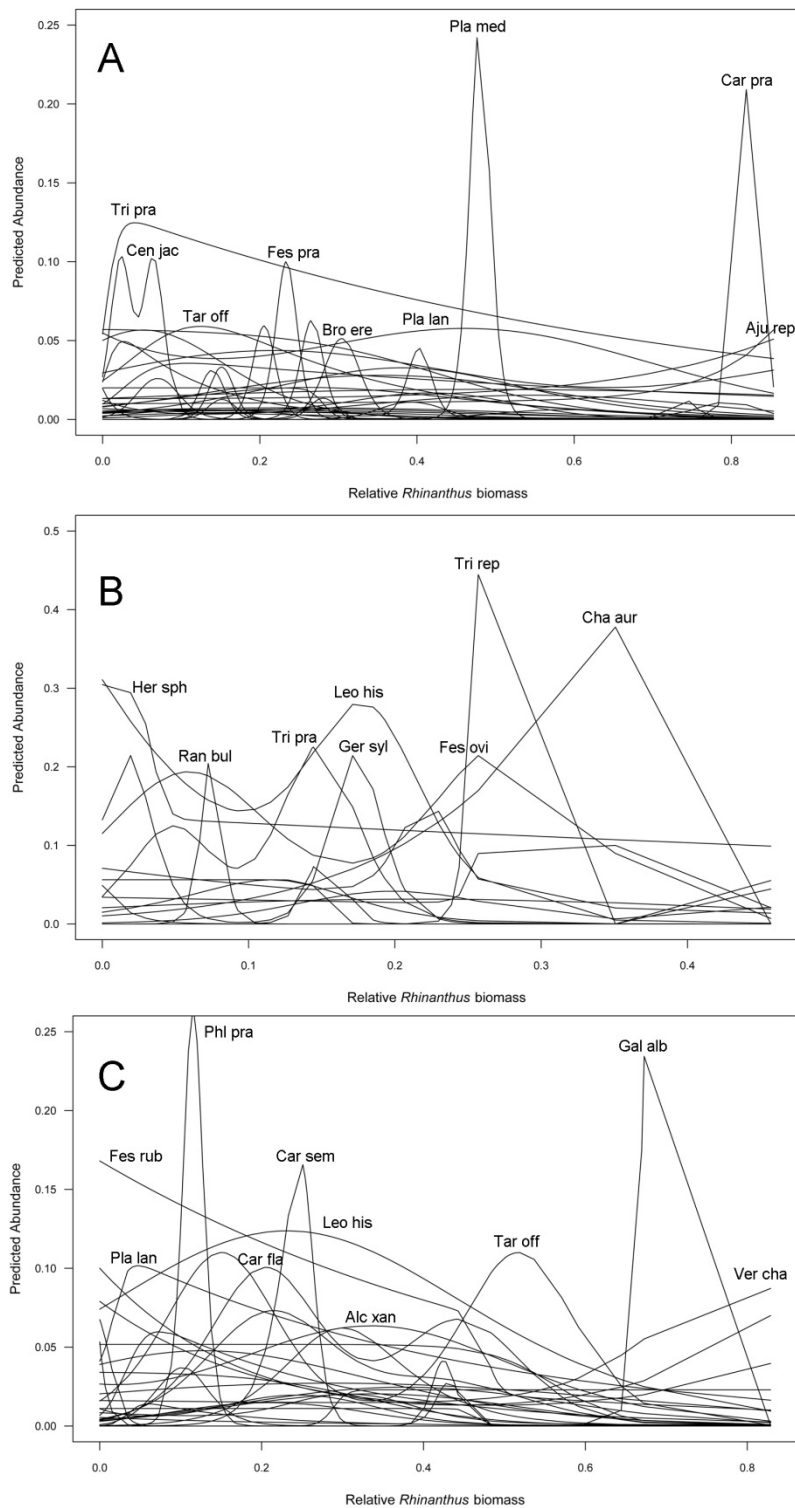 A
Predicted Abundance
0.25
0.20
0.15
0.10
0.05
0.00
Pla med
Car pra
Tri pra
Cen jac
Fes pra
Tar off
Bro ere
Pla lan
Aju rep
0.0 0.2 0.4 0.6 0.8
Relative Rhinanthus biomass
B
Predicted Abundance
0.5
0.4
0.3
0.2
0.1
0.0
Tri rep
Cha aur
Her sph
Leo his
Tri pra
Ger syl
Ran bul
Fes ovi
0.0 0.1 0.2 0.3 0.4
Relative Rhinanthus biomass
C
Predicted Abundance
0.25
0.20
0.15
0.10
0.05
0.00
Phl pra
Gal alb
Fes rub
Car sem
Leo his
Pla lan
Car fla
Tar off
Alc xan
Ver cha
0.0 0.2 0.4 0.6 0.8
Relative Rhinanthus biomass